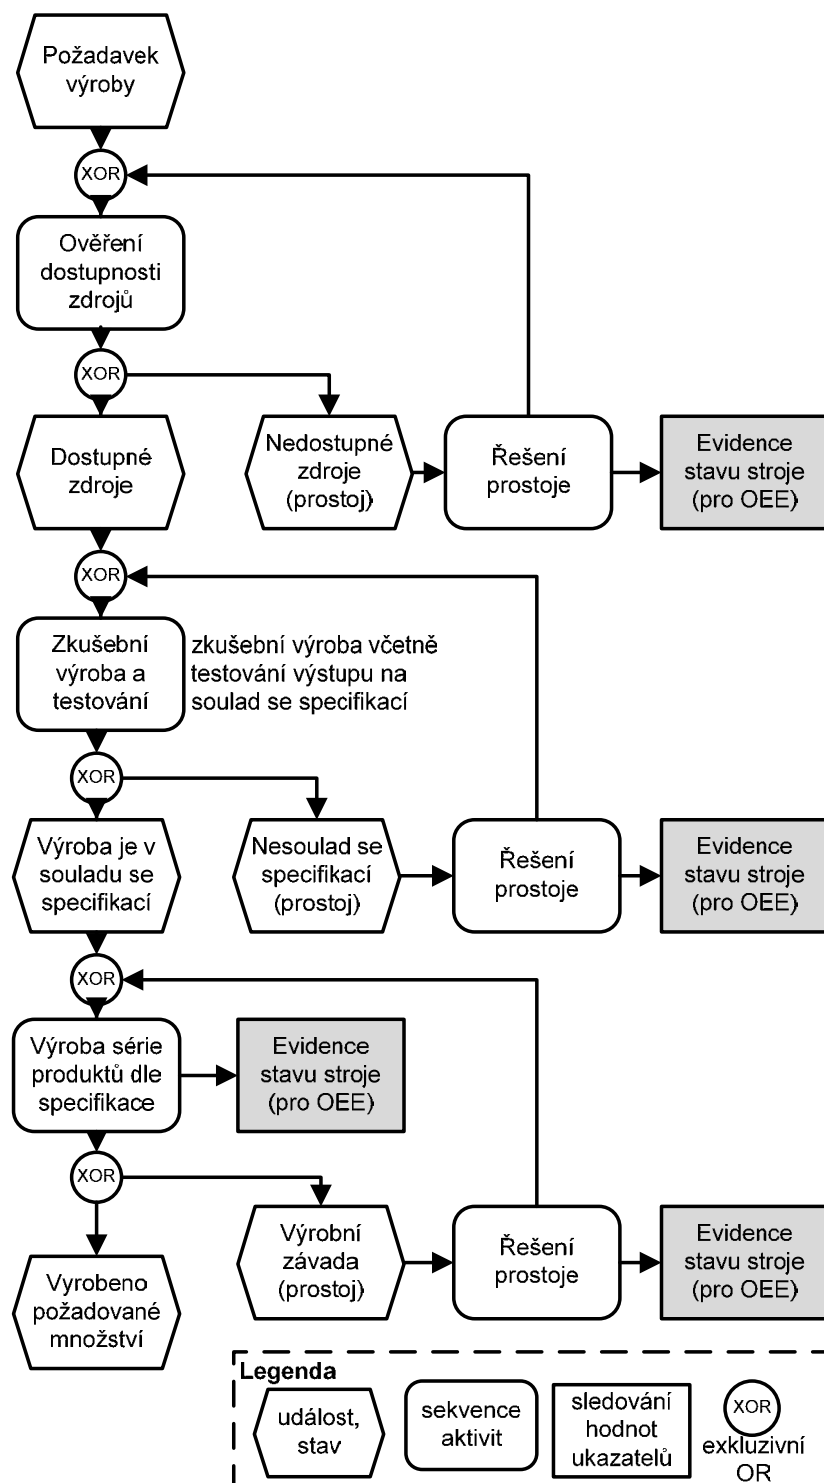 Požadavek
výroby
XOR
Ověření
dostupnosti
zdrojů
XOR
Dostupné
zdroje
Nedostupné
zdroje
(prostoj)
Řešení
prostoje
Evidence
stavu stroje
(pro OEE)
XOR
Zkušební
výroba a
testování
zkušební výroba včetně
testování výstupu na
soulad se specifikací
XOR
Výroba je v
souladu se
specifikací
Nesoulad se
specifikací
(prostoj)
Řešení
prostoje
Evidence
stavu stroje
(pro OEE)
XOR
Výroba série
produktů dle
specifikace
Evidence
stavu stroje
(pro OEE)
XOR
Vyrobeno
požadované
množství
Výrobní
závada
(prostoj)
Řešení
prostoje
Evidence
stavu stroje
(pro OEE)
Legenda
událost,
stav
sekvence
aktivit
sledování
hodnot
ukazatelů
XOR
exkluzivní
OR